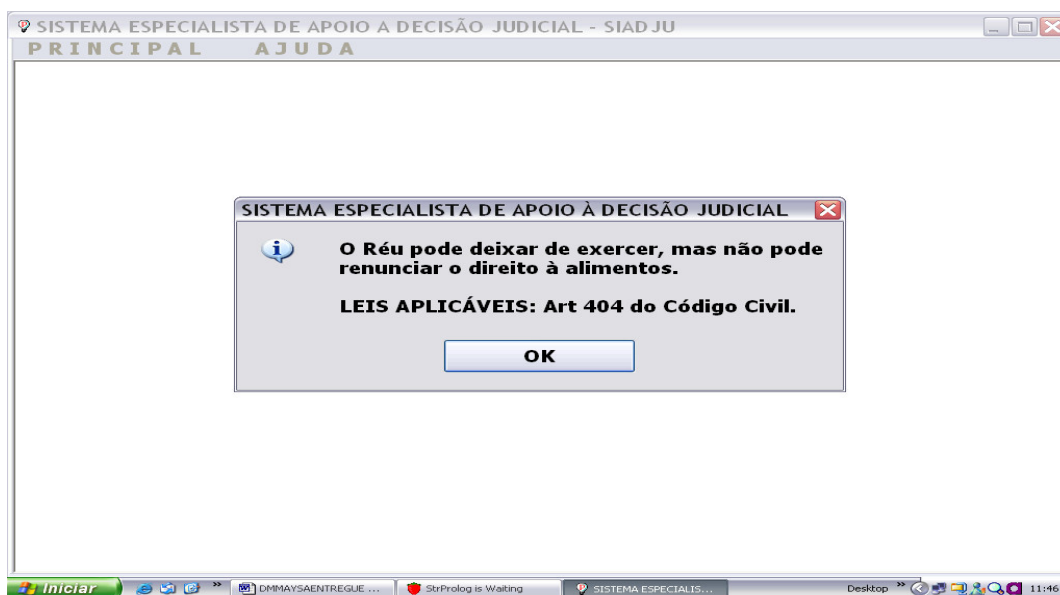 SISTEMA ESPECIALISTA DE APOIO A DECISÃO JUDICIAL - SIADJU
PRINCIPAL AJUDA
SISTEMA ESPECIALISTA DE APOIO À DECISÃO JUDICIAL
O Réu pode deixar de exercer, mas não pode
renunciar o direito à alimentos.
LEIS APLICÁVEIS: Art 404 do Código Civil.
OK
Iniciar » DMMAYSAENTREGUE ... StrProlog is Waiting SISTEMA ESPECIALIS... Desktop » 11:46